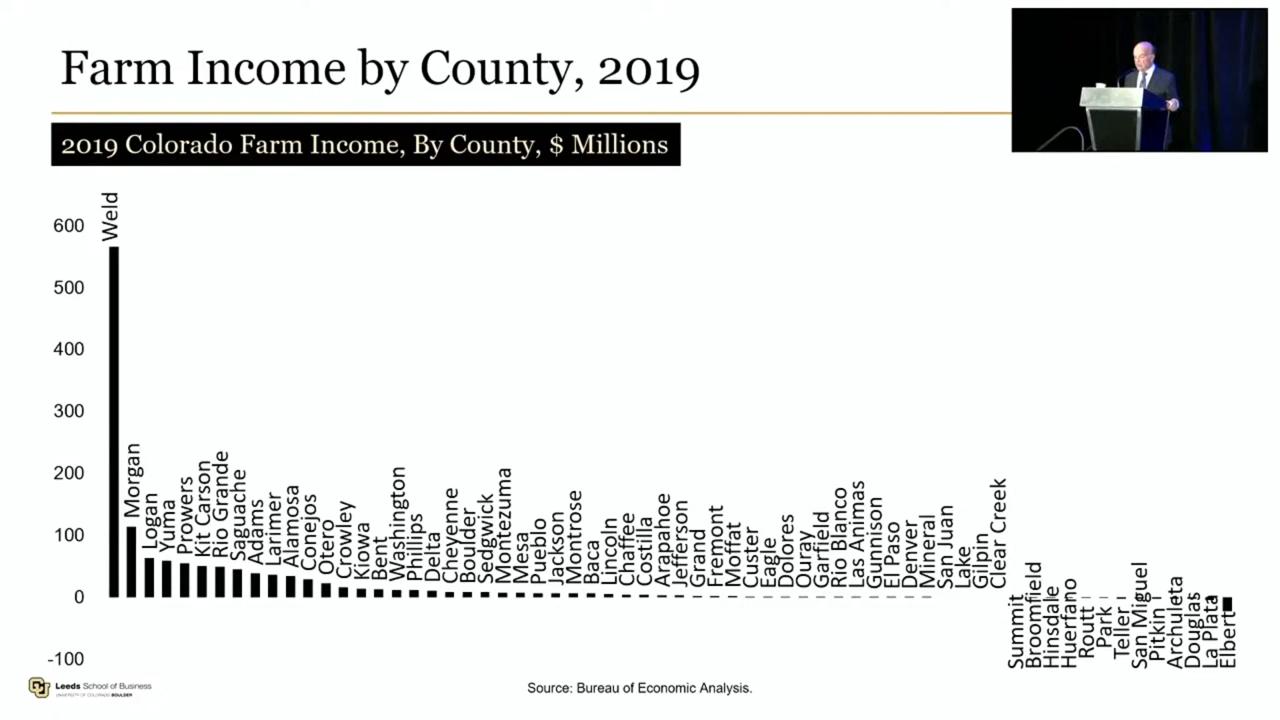 Farm Income by County, 2019
2019 Colorado Farm Income, By County, $ Millions
600
500
400
300
200
100
0
-100
Weld
Morgan
Logan
Yuma
Prowers
Kit Carson
Rio Grande
Saguache
Adams
Larimer
Alamosa
Conejos
Otero
Crowley
Kiowa
Bent
Washington
Phillips
Delta
Cheyenne
Boulder
Sedgwick
Montezuma
Mesa
Pueblo
Jackson
Montrose
Baca
Lincoln
Chaffee
Costilla
Arapahoe
Jefferson
Grand
Fremont
Moffat
Custer
Eagle
Dolores
Ouray
Garfield
Rio Blanco
Las Animas
Gunnison
El Paso
Denver
Mineral
San Juan
Lake
Gilpin
Clear Creek
Summit
Broomfield
Hinsdale
Huerfano
Routt
Park
Teller
San Miguel
Pitkin
Archuleta
Douglas
La Plata
Elbert
Leeds School of Business
UNIVERSITY OF COLORADO BOULDER
Source: Bureau of Economic Analysis.